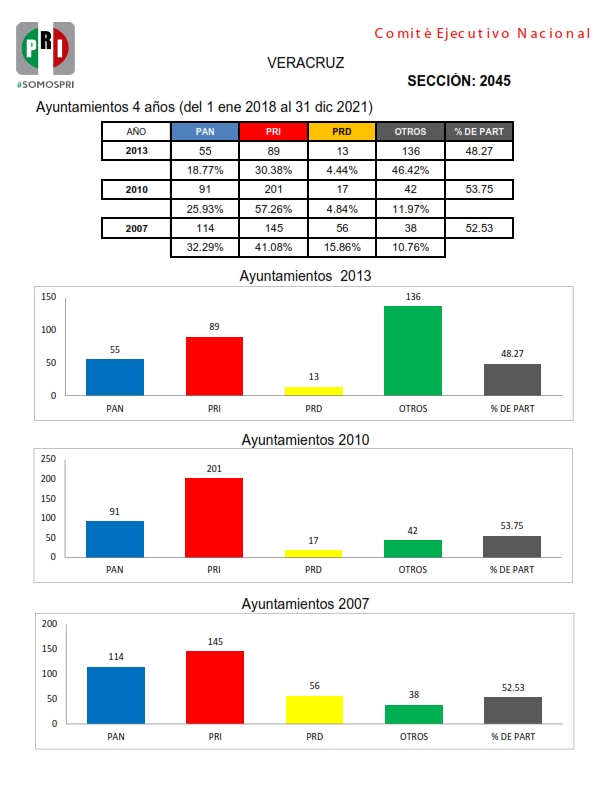 PRI
#SOMOSPRI
Comité Ejecutivo Nacional
VERACRUZ
SECCIÓN: 2045
Ayuntamientos 4 años (del 1 ene 2018 al 31 dic 2021)
AÑO PAN PRI PRD OTROS % DE PART
2013 55 89 13 136 48.27
18.77% 30.38% 4.44% 46.42%
2010 91 201 17 42 53.75
25.93% 57.26% 4.84% 11.97%
2007 114 145 56 38 52.53
32.29% 41.08% 15.86% 10.76%
Ayuntamientos 2013
150
136
100
89
55
50
48.27
13
0
PAN PRI PRD OTROS % DE PART
Ayuntamientos 2010
250
200
201
150
100
91
53.75
50
42
17
0
PAN PRI PRD OTROS % DE PART
Ayuntamientos 2007
200
150
145
114
100
56
52.53
50
38
0
PAN PRI PRD OTROS % DE PART